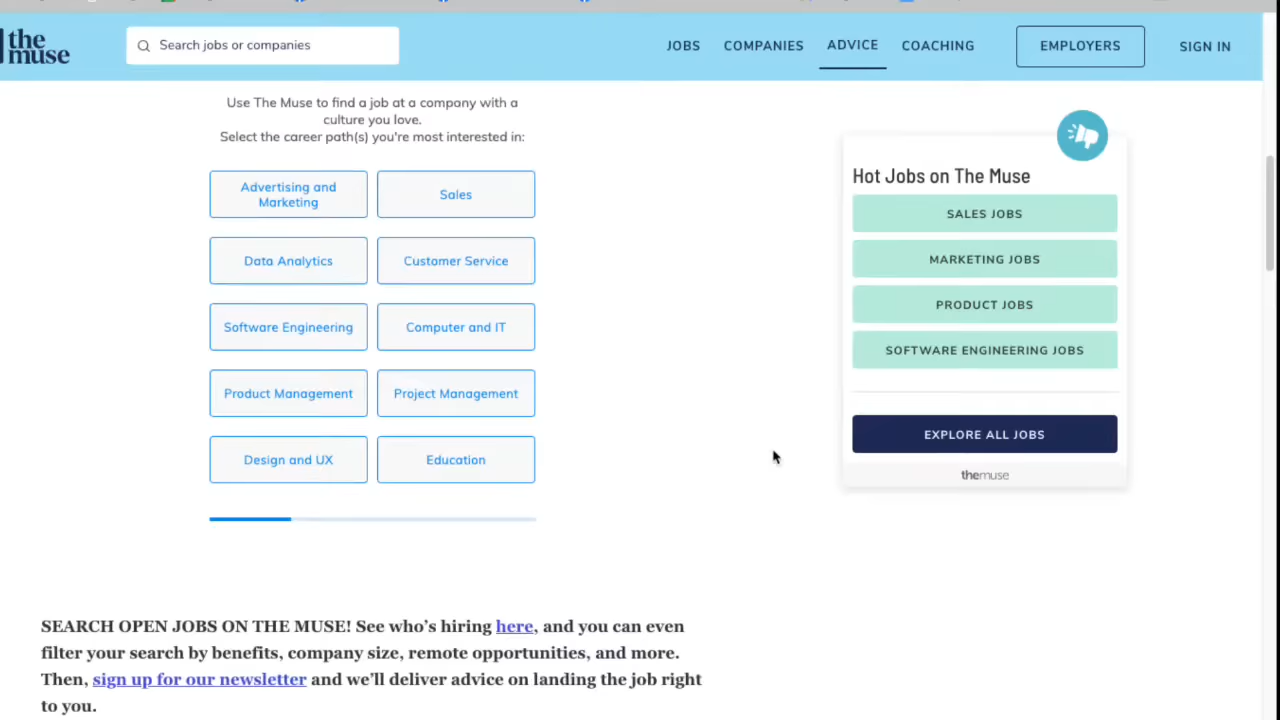 the
muse
Search jobs or companies
JOBS
COMPANIES
ADVICE
COACHING
EMPLOYERS
SIGN IN
Use The Muse to find a job at a company with a
culture you love.
Select the career path(s) you're most interested in:
Advertising and
Marketing
Sales
Data Analytics
Customer Service
Software Engineering
Computer and IT
Product Management
Project Management
Design and UX
Education
Hot Jobs on The Muse
SALES JOBS
MARKETING JOBS
PRODUCT JOBS
SOFTWARE ENGINEERING JOBS
EXPLORE ALL JOBS
themuse
SEARCH OPEN JOBS ON THE MUSE! See who’s hiring here, and you can even
filter your search by benefits, company size, remote opportunities, and more.
Then, sign up for our newsletter and we’ll deliver advice on landing the job right
to you.